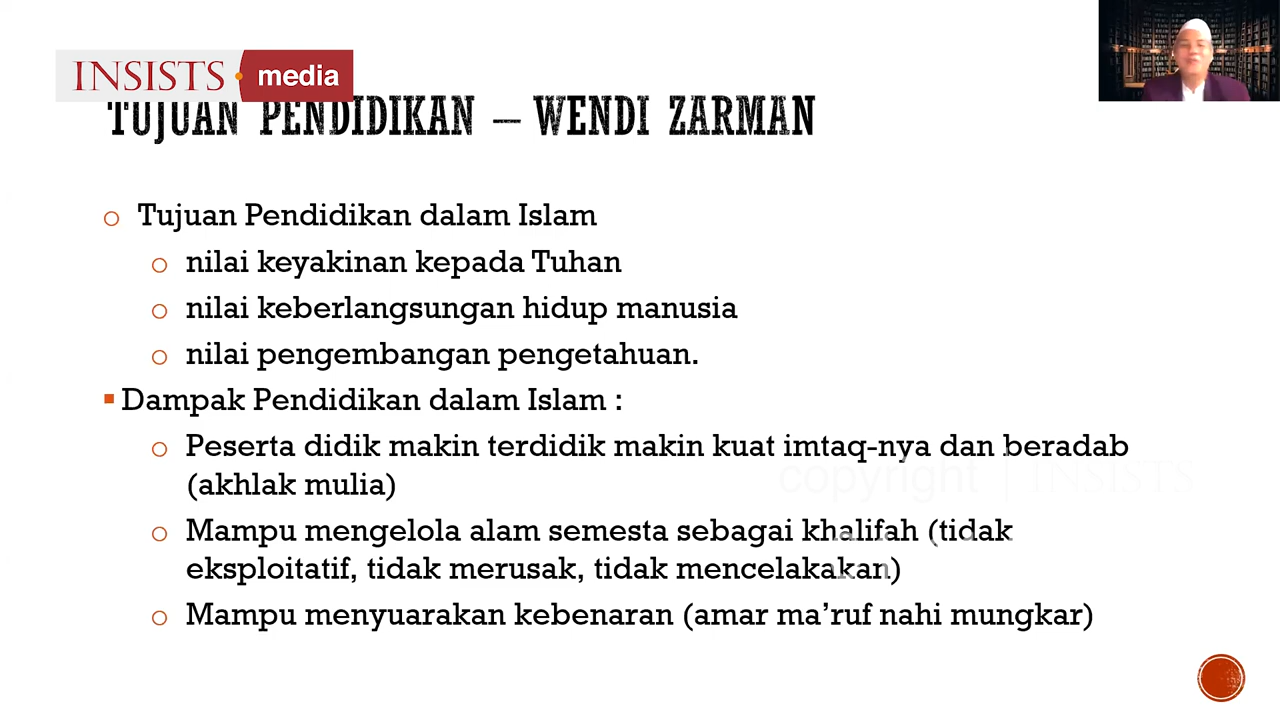 INSISTS media
TUJUAN PENDIDIKAN – WENDI ZARMAN
Tujuan Pendidikan dalam Islam
nilai keyakinan kepada Tuhan
nilai keberlangsungan hidup manusia
nilai pengembangan pengetahuan.
Dampak Pendidikan dalam Islam :
Peserta didik makin terdidik makin kuat imtaq-nya dan beradab
(akhlak mulia)
copyright | INSISTS
Mampu mengelola alam semesta sebagai khalifah (tidak
eksploitatif, tidak merusak, tidak mencelakakan)
Mampu menyuarakan kebenaran (amar ma’ruf nahi mungkar)